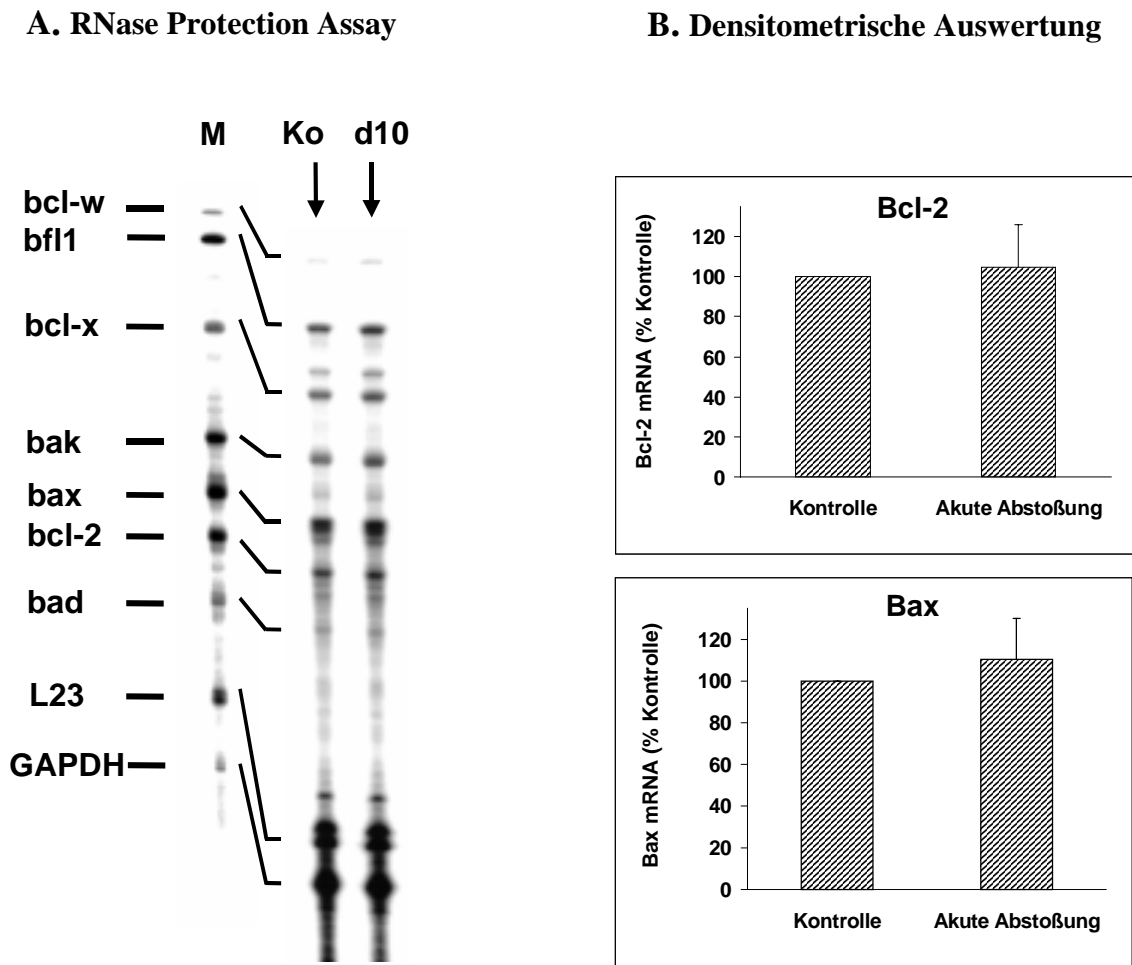 A. RNase Protection Assay
B. Densitometrische Auswertung
M Ko d10
bcl-w
bfl1
bcl-x
bak
bax
bcl-2
bad
L23
GAPDH
Bcl-2
Bcl-2 mRNA (% Kontrolle)
120
100
80
60
40
20
0
Kontrolle Akute Abstoßung
Bax
Bax mRNA (% Kontrolle)
120
100
80
60
40
20
0
Kontrolle Akute Abstoßung